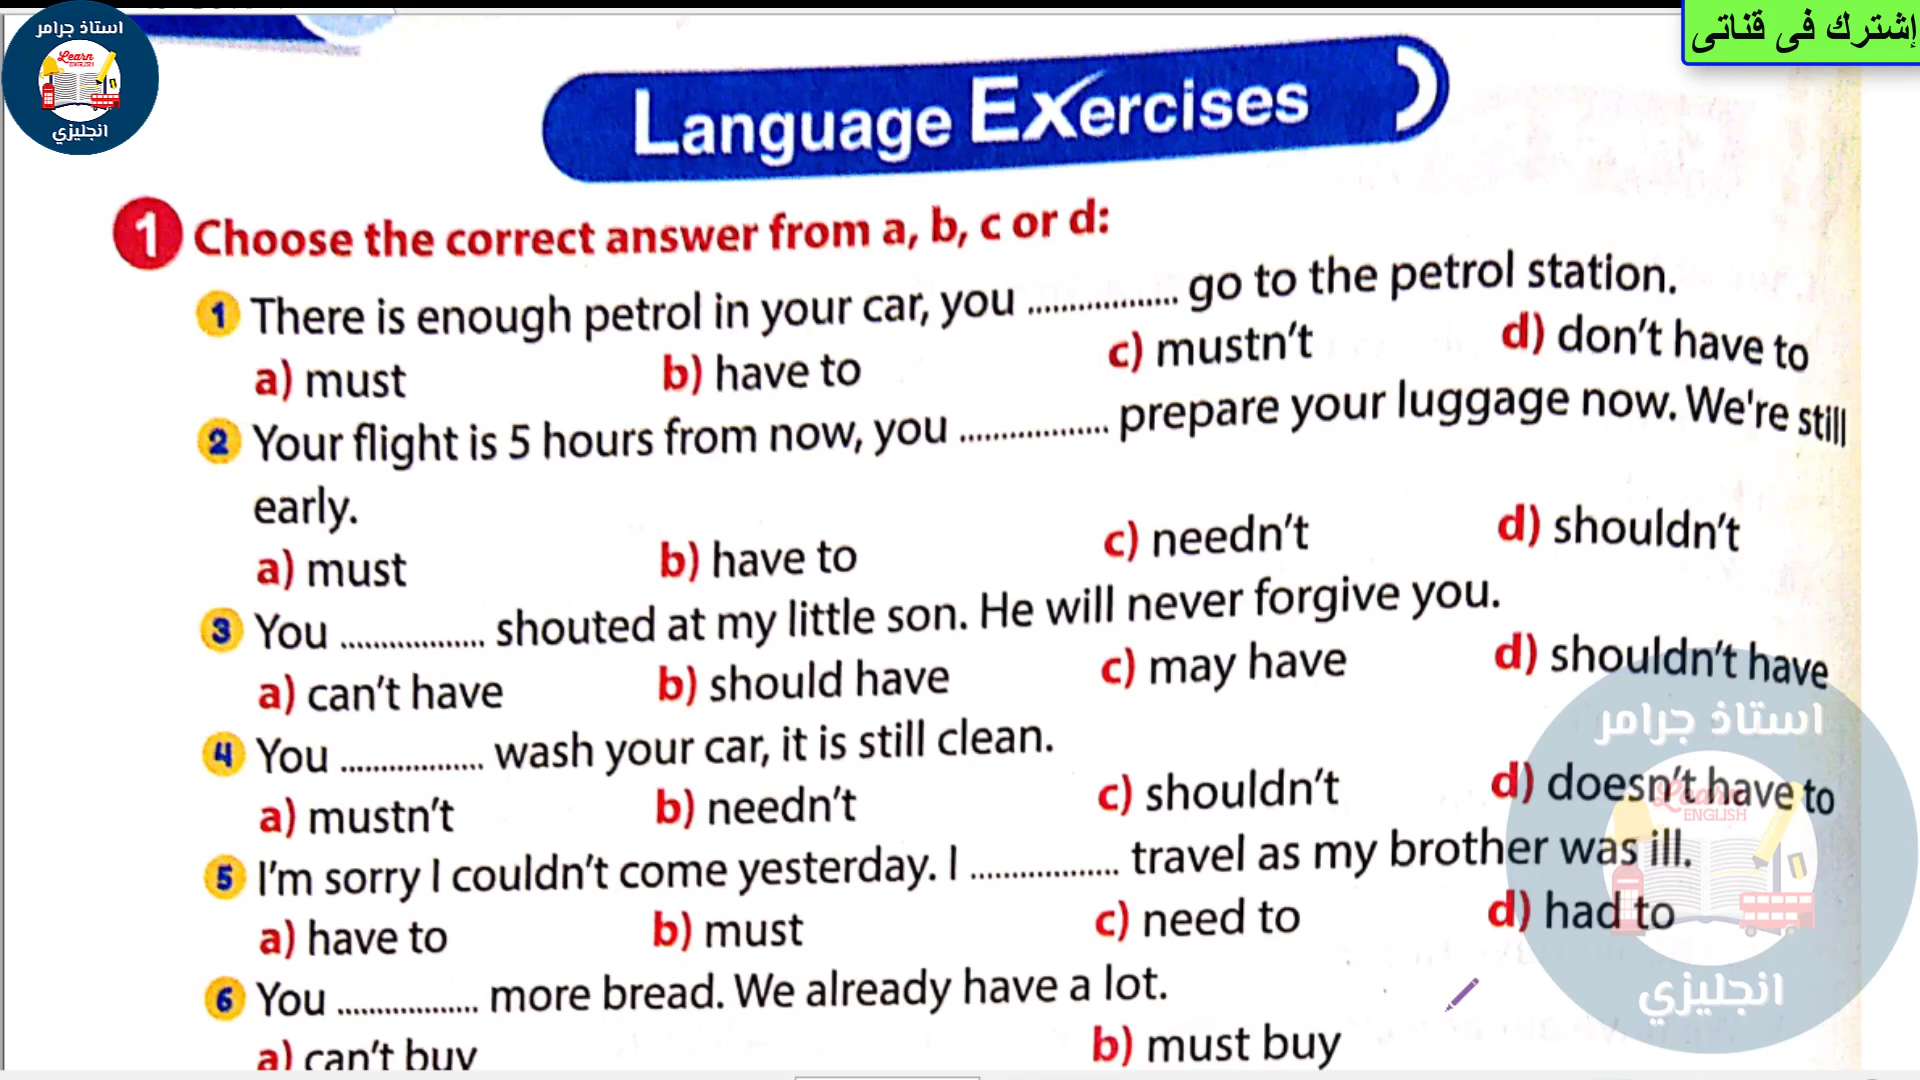 استاذ جرامر
Learn
ENGLISH
انجليزي
إشترك فى قناتى
Language Exercises
1 Choose the correct answer from a, b, c or d:
1 There is enough petrol in your car, you ................ go to the petrol station.
a) must b) have to c) mustn't d) don't have to
2 Your flight is 5 hours from now, you ................ prepare your luggage now. We're still
early.
a) must b) have to c) needn't d) shouldn't
3 You ................ shouted at my little son. He will never forgive you.
a) can't have b) should have c) may have d) shouldn't have
4 You ................ wash your car, it is still clean.
a) mustn't b) needn't c) shouldn't d) doesn't have to
5 I'm sorry I couldn't come yesterday. I ................ travel as my brother was ill.
a) have to b) must c) need to d) had to
6 You ................ more bread. We already have a lot.
a) can't buy b) must buy
استاذ جرامر
Learn
ENGLISH
انجليزي